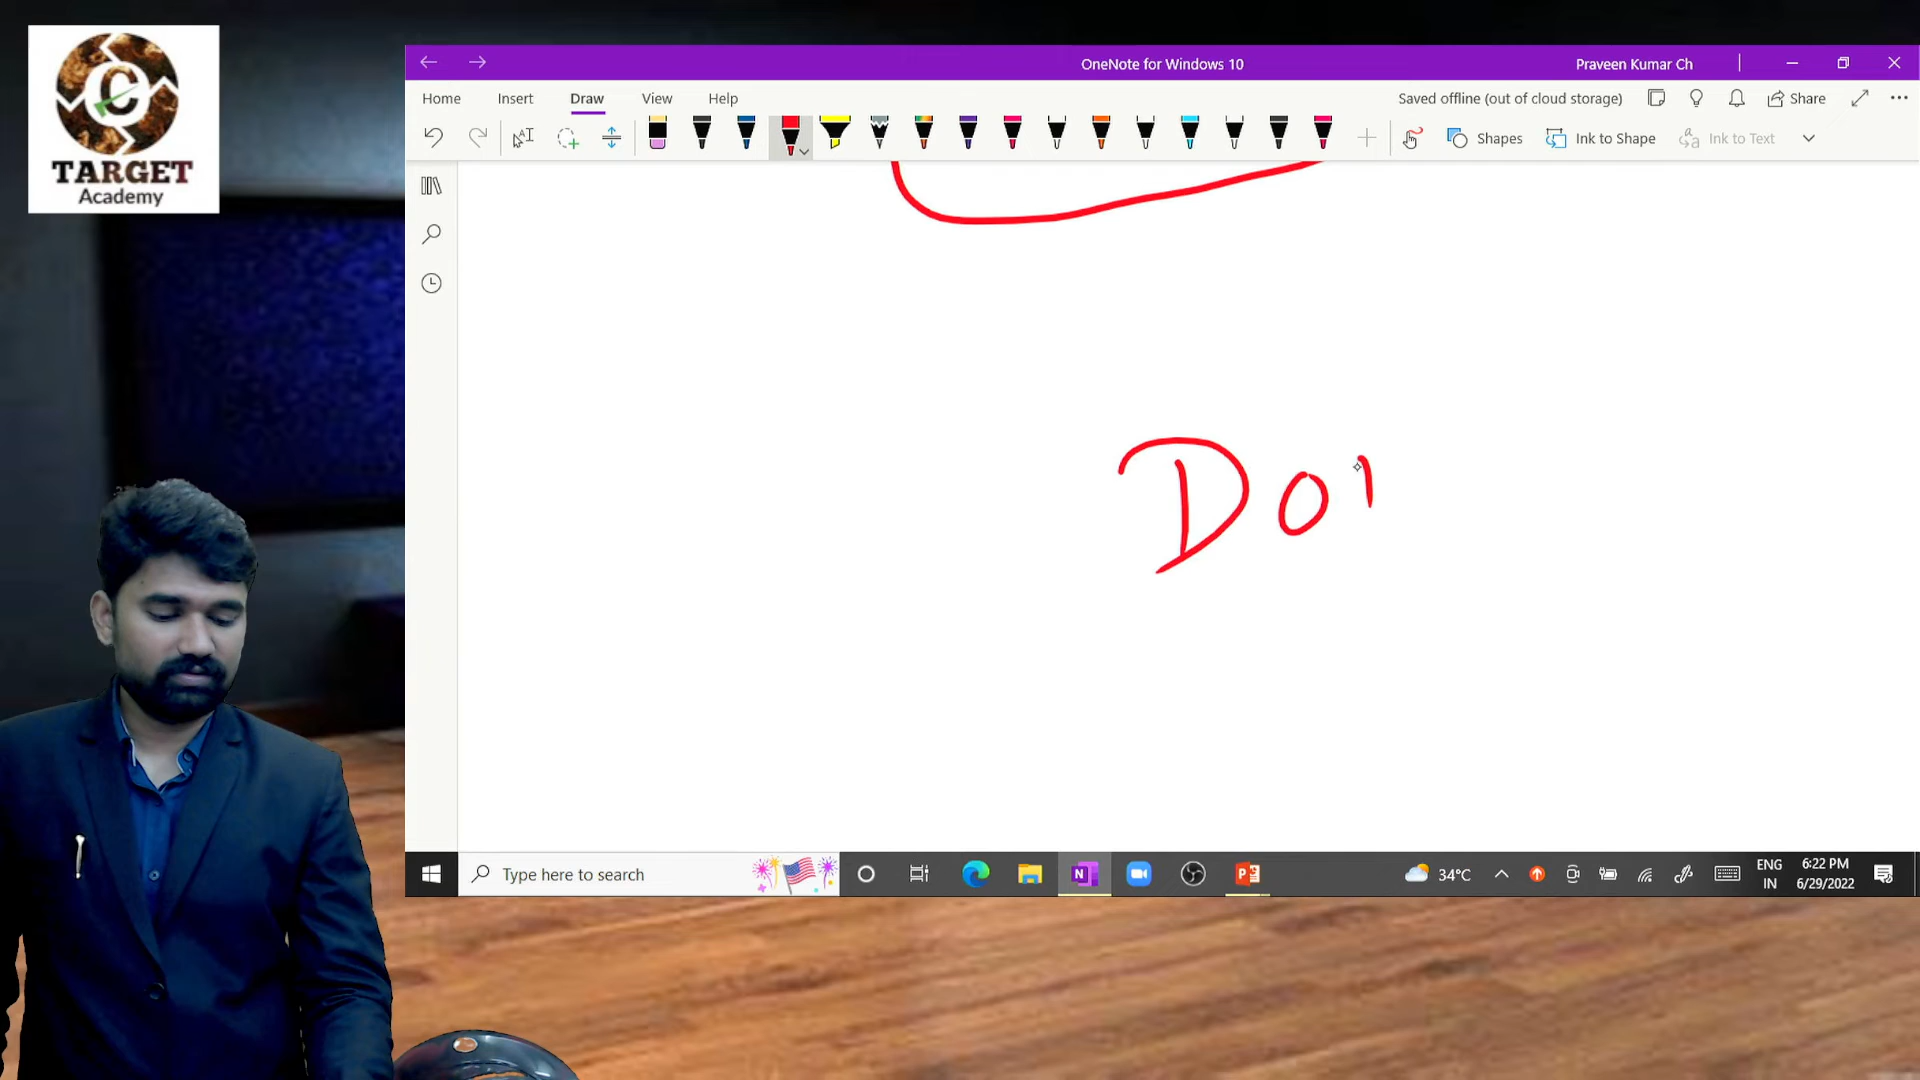 TARGET
Academy
OneNote for Windows 10
Praveen Kumar Ch
Home Insert Draw View Help
Saved offline (out of cloud storage)
Share
Shapes
Ink to Shape
Ink to Text
Do
Type here to search
34°C
ENG
IN
6:22 PM
6/29/2022